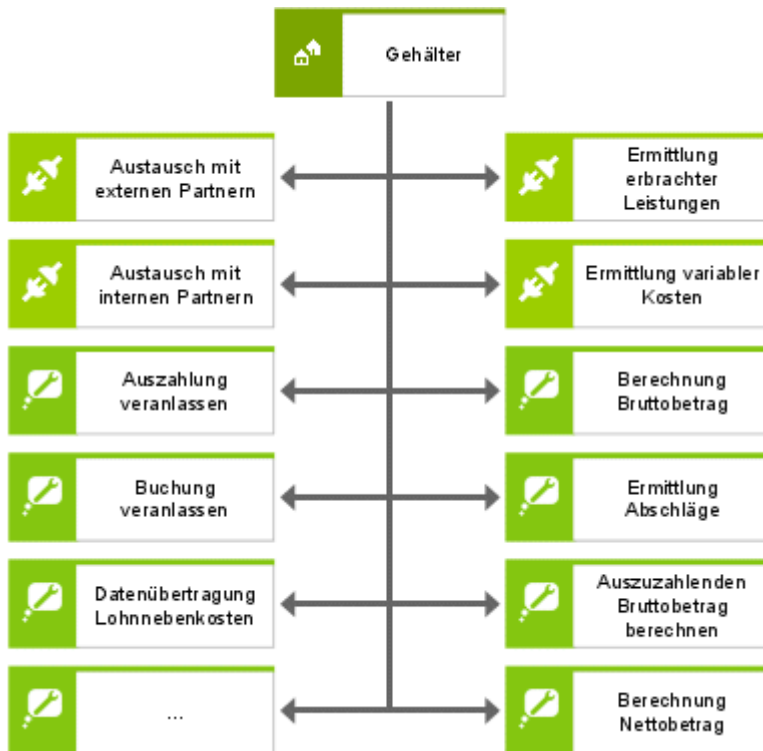 Gehälter
Austausch mit
externen Partnern
Ermittlung
erbrachter
Leistungen
Austausch mit
internen Partnern
Ermittlung variabler
Kosten
Auszahlung
veranlassen
Berechnung
Bruttobetrag
Buchung
veranlassen
Ermittlung
Abschläge
Datenübertragung
Lohnnebenkosten
Auszuzahlenden
Bruttobetrag
berechnen
...
Berechnung
Nettobetrag